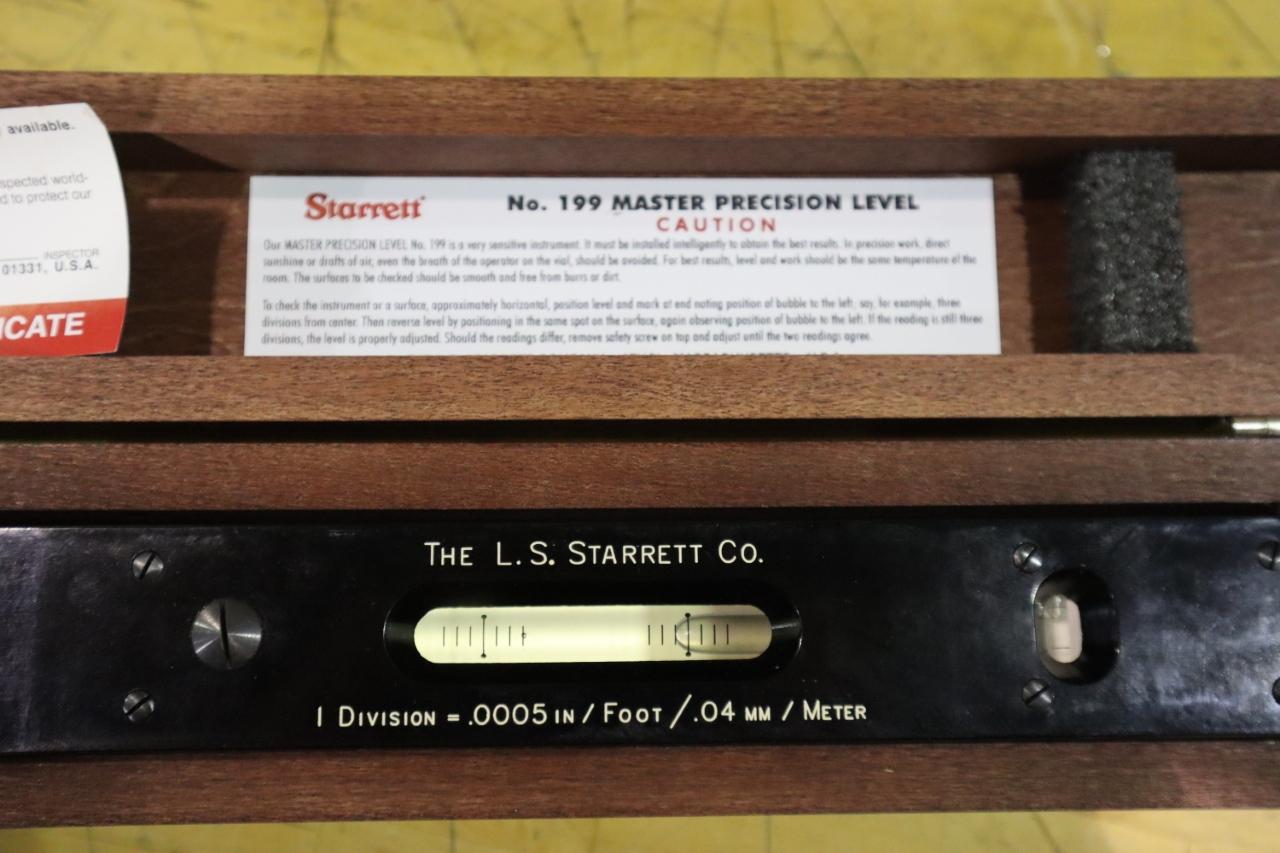 available.
spected world-
d to protect our
INSPECTOR
01331, U.S.A.
ICATE
Starrett
No. 199 MASTER PRECISION LEVEL
CAUTION
Our MASTER PRECISION LEVEL No. 199 is a very sensitive instrument. It must be installed intelligently to obtain the best results. In precision work, direct
sunshine or drafts of air, even the breath of the operator on the vial, should be avoided. For best results, level and work should be the same temperature of the
room. The surfaces to be checked should be smooth and free from burrs or dirt.
To check the instrument or a surface, approximately horizontal, position level and mark at end noting position of bubble to the left; say, for example, three
divisions from center. Then reverse level by positioning in the same spot on the surface, again observing position of bubble to the left. If the reading is still three
divisions, the level is properly adjusted. Should the readings differ, remove safety screw on top and adjust until the two readings agree.
THE L.S. STARRETT CO.
1 DIVISION = .0005 IN / FOOT / .04 MM / METER